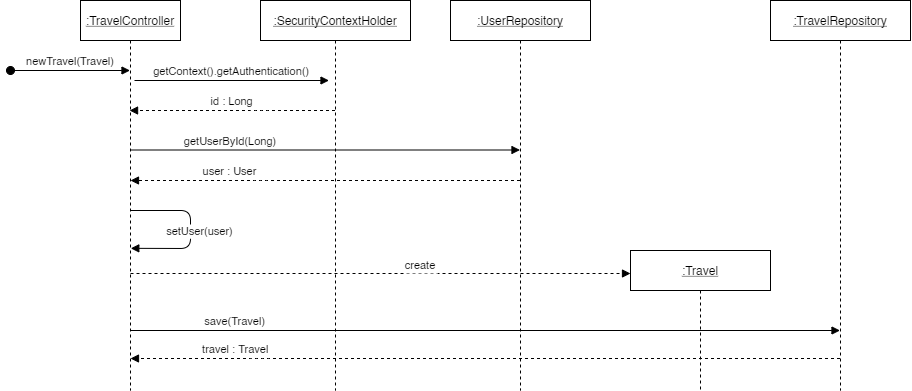 :TravelController
:SecurityContextHolder
:UserRepository
:TravelRepository
newTravel(Travel)
getContext().getAuthentication()
id : Long
getUserById(Long)
user : User
setUser(user)
create
:Travel
save(Travel)
travel : Travel